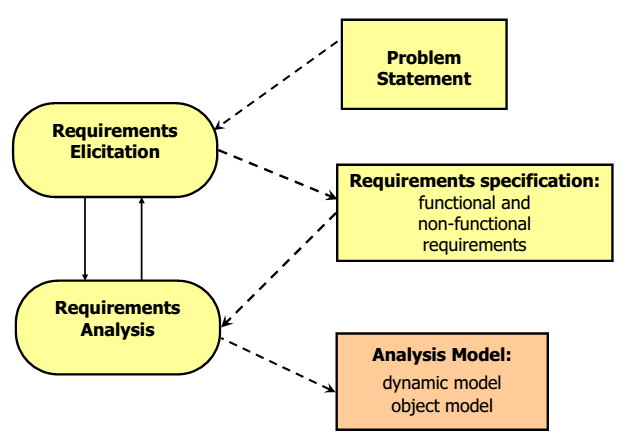 Problem
Statement
Requirements
Elicitation
Requirements specification:
functional and
non-functional
requirements
Requirements
Analysis
Analysis Model:
dynamic model
object model